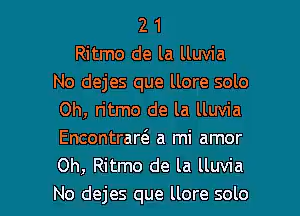 2 1
Ritmo de la lluvia
No dejes que llore solo
Oh, ritmo de la lluvia
Encontraré a mi amor
Oh, Ritmo de la lluvia
No dejes que llore solo